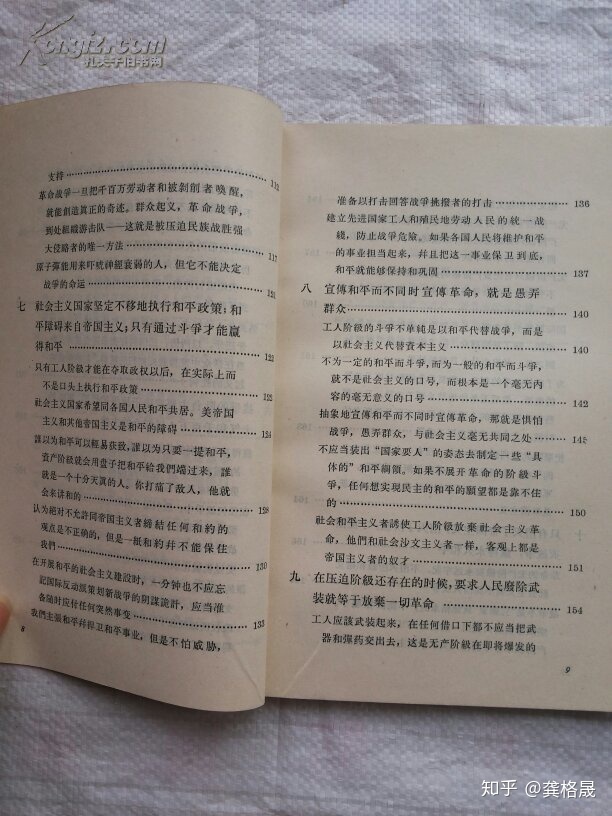 Kongfz.com
孔夫子旧书网
支持 112
革命战爭一旦把千百万劳动者和被剝削者喚醒,
就能創造眞正的奇迹。群众起义,革命战爭,
到处組織游击队——这就是被压迫民族战胜强
大侵略者的唯一方法 117
原子彈能用来吓唬神經衰弱的人,但它不能决定
战爭的命运 121
七 社会主义国家坚定不移地执行和平政策;和
平障碍来自帝国主义;只有通过斗爭才能贏
得和平 123
只有工人阶級才能在夺取政权以后,在实际上而
不是口头上执行和平政策 123
社会主义国家希望同各国人民和平共居。美帝国
主义和其他帝国主义是和平的障碍 124
誰以为和平可以輕易获致,誰以为只要一提和平,
资产阶級就会用盘子把和平給我們端过来,誰
就是一个十分天眞的人。你打痛了敌人,他就
会来讲和的 128
认为絕对不允許同帝国主义者締結任何和約的
观点是不正确的,但是一紙和約幷不能保住
我們 130
在开展和平的社会主义建設时,一分钟也不应忘
記国际反动派策划新战爭的阴謀詭計,应当准
备随时应付任何突然事变 133
我們主張和平幷捍卫和平事业,但是不怕威胁,
8
准备以打击回答战爭挑撥者的打击 136
建立先进国家工人和殖民地劳动人民的統一战
綫,防止战爭危险。如果各国人民将維护和平
的事业担当起来,幷且把这一事业保卫到底,
和平就能够保持和巩固 137
八 宣傳和平而不同时宣傳革命,就是愚弄
群众 140
工人阶級的斗爭不单純是以和平代替战爭,而是
以社会主义代替資本主义 140
不为一定的和平而斗爭,而为一般的和平而斗爭,
就不是社会主义的口号,而根本是一个毫无内
容的毫无意义的口号 142
抽象地宣傳和平而不同时宣傳革命,那就是惧怕
战爭,愚弄群众,与社会主义毫无共同之处 145
不应当装出“国家要人”的姿态去制定一些“具
体的”和平綱領。如果不展开革命的阶級斗
爭,任何想实現民主的和平的願望都是靠不住
的 150
社会和平主义者誘使工人阶級放棄社会主义革
命,他們和社会沙文主义者一样,客观上都是
帝国主义者的奴才 151
九 在压迫阶級还存在的时候,要求人民廢除武
装就等于放棄一切革命 154
工人应該武装起来,在任何借口下都不应当把武
器和彈药交出去,这是无产阶級在即将爆发的
9
知乎 @龚格晟